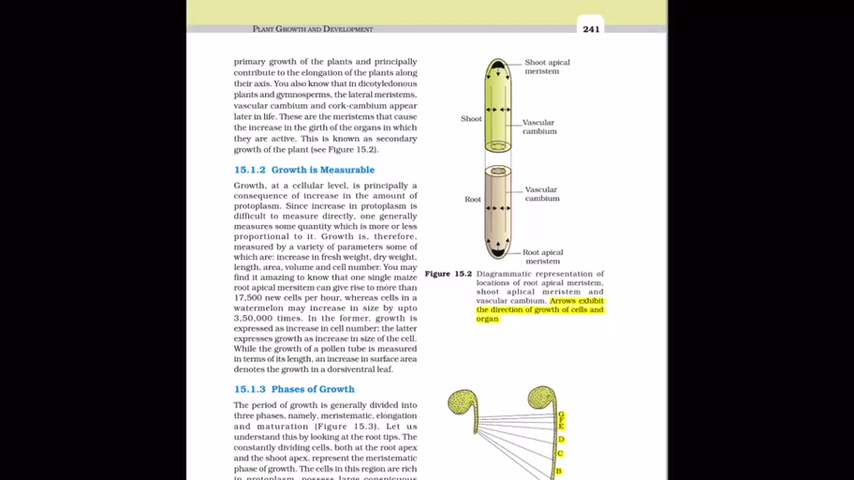 PLANT GROWTH AND DEVELOPMENT
241
primary growth of the plants and principally
contribute to the elongation of the plants along
their axis. You also know that in dicotyledonous
plants and gymnosperms, the lateral meristems,
vascular cambium and cork-cambium appear
later in life. These are the meristems that cause
the increase in the girth of the organs in which
they are active. This is known as secondary
growth of the plant (see Figure 15.2).
15.1.2 Growth is Measurable
Growth, at a cellular level, is principally a
consequence of increase in the amount of
protoplasm. Since increase in protoplasm is
difficult to measure directly, one generally
measures some quantity which is more or less
proportional to it. Growth is, therefore,
measured by a variety of parameters some of
which are: increase in fresh weight, dry weight,
length, area, volume and cell number. You may
find it amazing to know that one single maize
root apical mersitem can give rise to more than
17,500 new cells per hour, whereas cells in a
watermelon may increase in size by upto
3,50,000 times. In the former, growth is
expressed as increase in cell number; the latter
expresses growth as increase in size of the cell.
While the growth of a pollen tube is measured
in terms of its length, an increase in surface area
denotes the growth in a dorsiventral leaf.
15.1.3 Phases of Growth
The period of growth is generally divided into
three phases, namely, meristematic, elongation
and maturation (Figure 15.3). Let us
understand this by looking at the root tips. The
constantly dividing cells, both at the root apex
and the shoot apex, represent the meristematic
phase of growth. The cells in this region are rich
in protoplasm, possess large conspicuous
Shoot apical
meristem
Shoot
Vascular
cambium
Vascular
cambium
Root
Root apical
meristem
Figure 15.2 Diagrammatic representation of
locations of root apical meristem,
shoot aplical meristem and
vascular cambium. Arrows exhibit
the direction of growth of cells and
organ
G
F
E
D
C
B